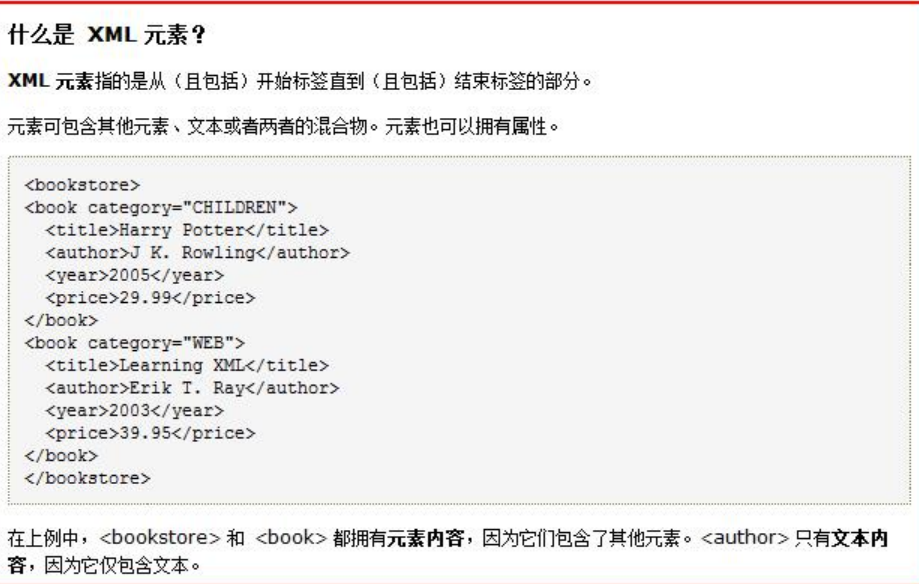 什么是 XML 元素？
XML 元素指的是从（且包括）开始标签直到（且包括）结束标签的部分。
元素可包含其他元素、文本或者两者的混合物。元素也可以拥有属性。
<bookstore>
<book category="CHILDREN">
  <title>Harry Potter</title>
  <author>J K. Rowling</author>
  <year>2005</year>
  <price>29.99</price>
</book>
<book category="WEB">
  <title>Learning XML</title>
  <author>Erik T. Ray</author>
  <year>2003</year>
  <price>39.95</price>
</book>
</bookstore>
在上例中，<bookstore> 和 <book> 都拥有元素内容，因为它们包含了其他元素。<author> 只有文本内
容，因为它仅包含文本。